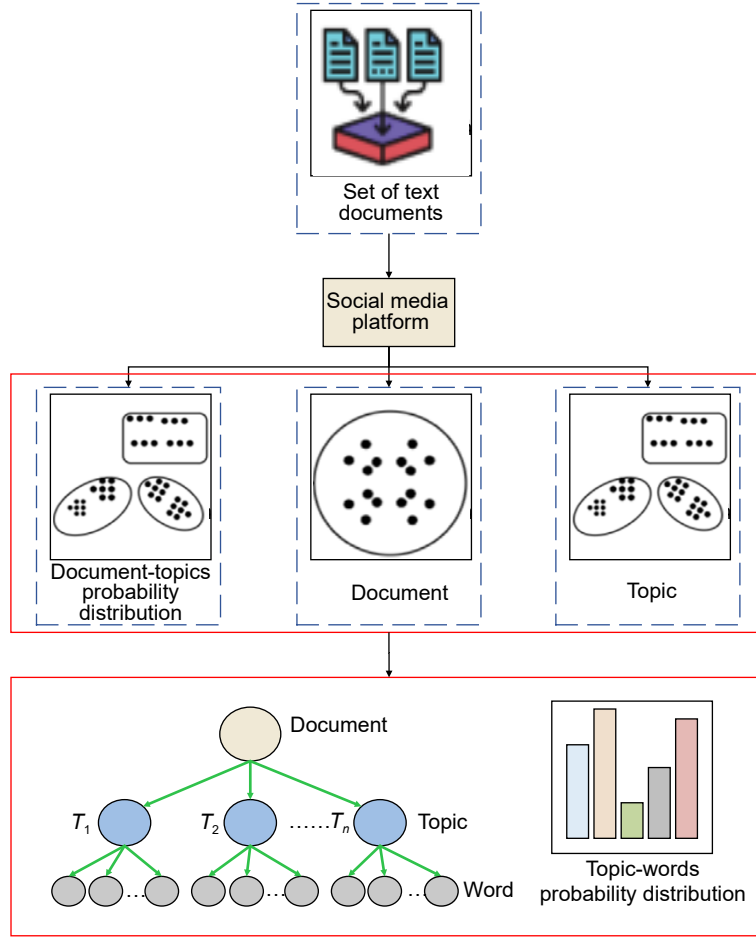 Set of text
documents
Social media
platform
Document-topics
probability
distribution
Document
Topic
Document
T1
T2
......Tn
Topic
...
...
...
Word
Topic-words
probability distribution